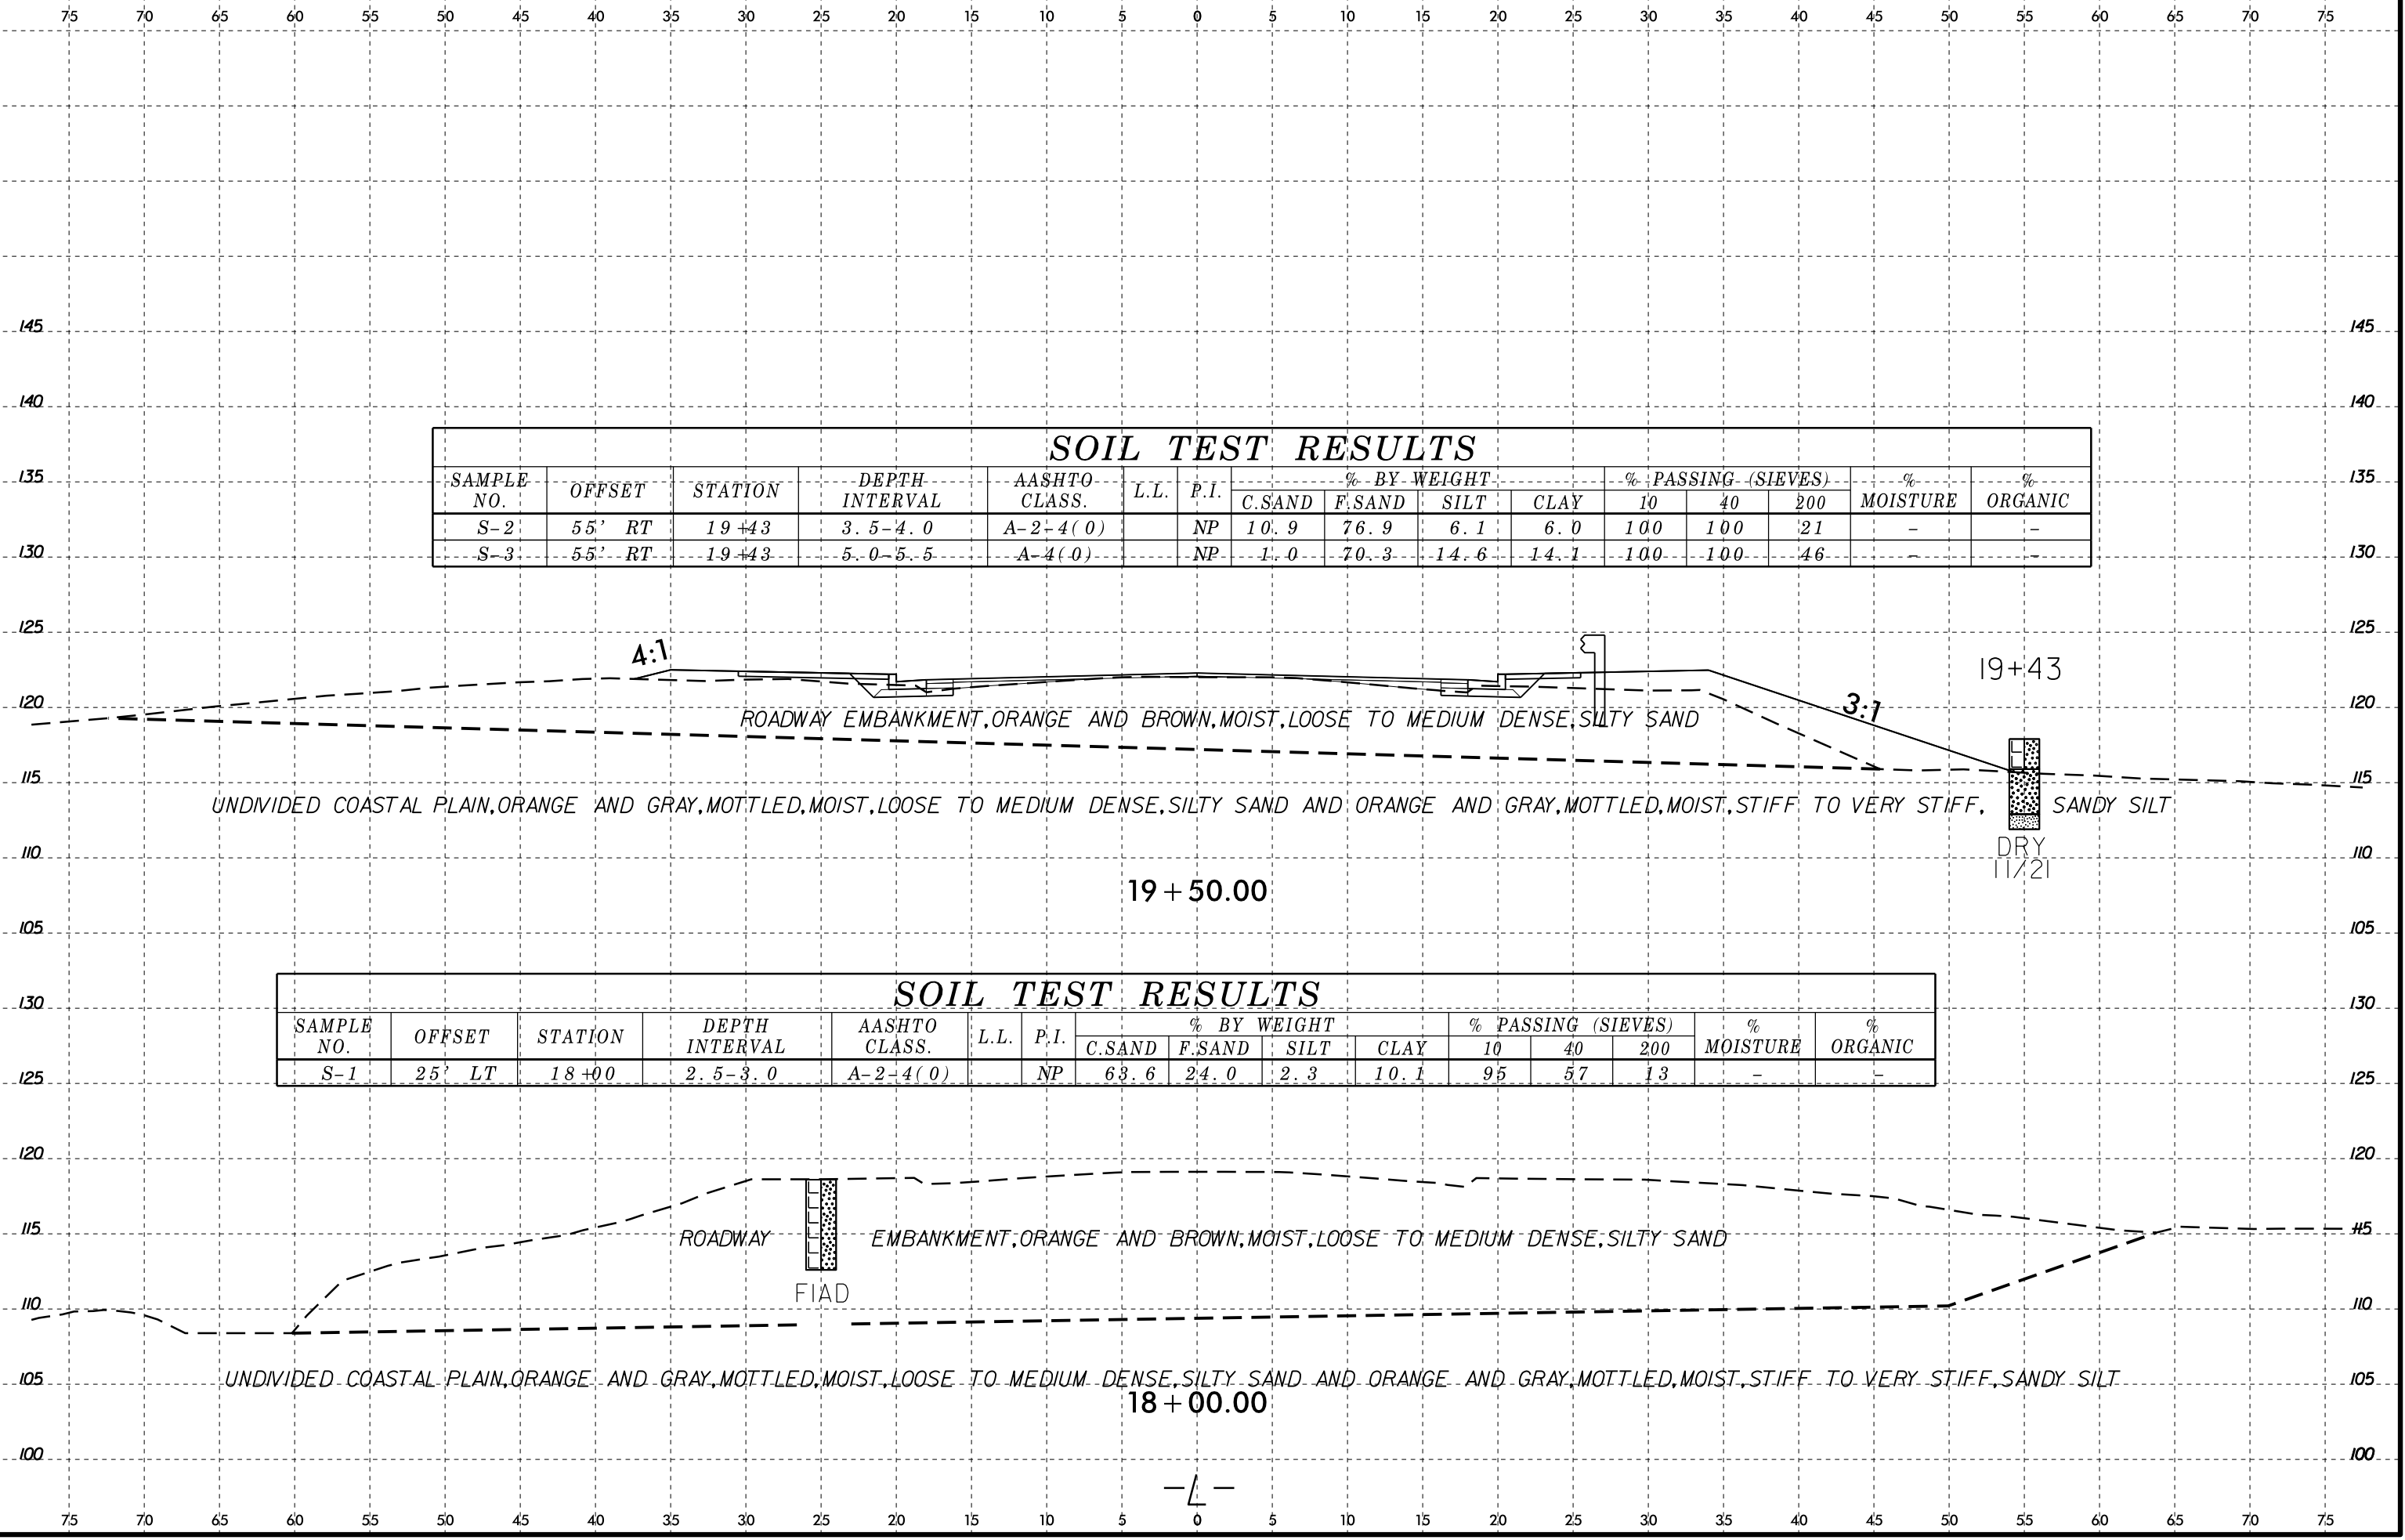 75 70 65 60 55 50 45 40 35 30 25 20 15 10 5 0 5 10 15 20 25 30 35 40 45 50 55 60 65 70 75
145 145
140 140
SOIL TEST RESULTS
135 135
SAMPLE NO. OFFSET STATION DEPTH INTERVAL AASHTO CLASS. L.L. P.I. % BY WEIGHT % PASSING (SIEVES) % MOISTURE % ORGANIC
C.SAND F.SAND SILT CLAY 10 40 200
S-2 55' RT 19+43 3.5-4.0 A-2-4(0) NP 10.9 76.9 6.1 6.0 100 100 21 - -
S-3 55' RT 19+43 5.0-5.5 A-4(0) NP 1.0 70.3 14.6 14.1 100 100 46 - -
130 130
125 125
4:1
19+43
120 3:1 120
ROADWAY EMBANKMENT,ORANGE AND BROWN,MOIST,LOOSE TO MEDIUM DENSE,SILTY SAND
115 115
UNDIVIDED COASTAL PLAIN,ORANGE AND GRAY,MOTTLED,MOIST,LOOSE TO MEDIUM DENSE,SILTY SAND AND ORANGE AND GRAY,MOTTLED,MOIST,STIFF TO VERY STIFF, SANDY SILT
110 DRY 110
11/21
19+50.00
105 105
SOIL TEST RESULTS
130 130
SAMPLE NO. OFFSET STATION DEPTH INTERVAL AASHTO CLASS. L.L. P.I. % BY WEIGHT % PASSING (SIEVES) % MOISTURE % ORGANIC
C.SAND F.SAND SILT CLAY 10 40 200
S-1 25' LT 18+00 2.5-3.0 A-2-4(0) NP 63.6 24.0 2.3 10.1 95 57 13 - -
125 125
120 120
115 115
ROADWAY EMBANKMENT,ORANGE AND BROWN,MOIST,LOOSE TO MEDIUM DENSE,SILTY SAND
FIAD
110 110
105 105
UNDIVIDED COASTAL PLAIN,ORANGE AND GRAY,MOTTLED,MOIST,LOOSE TO MEDIUM DENSE,SILTY SAND AND ORANGE AND GRAY,MOTTLED,MOIST,STIFF TO VERY STIFF,SANDY SILT
18+00.00
100 100
-L-
75 70 65 60 55 50 45 40 35 30 25 20 15 10 5 0 5 10 15 20 25 30 35 40 45 50 55 60 65 70 75